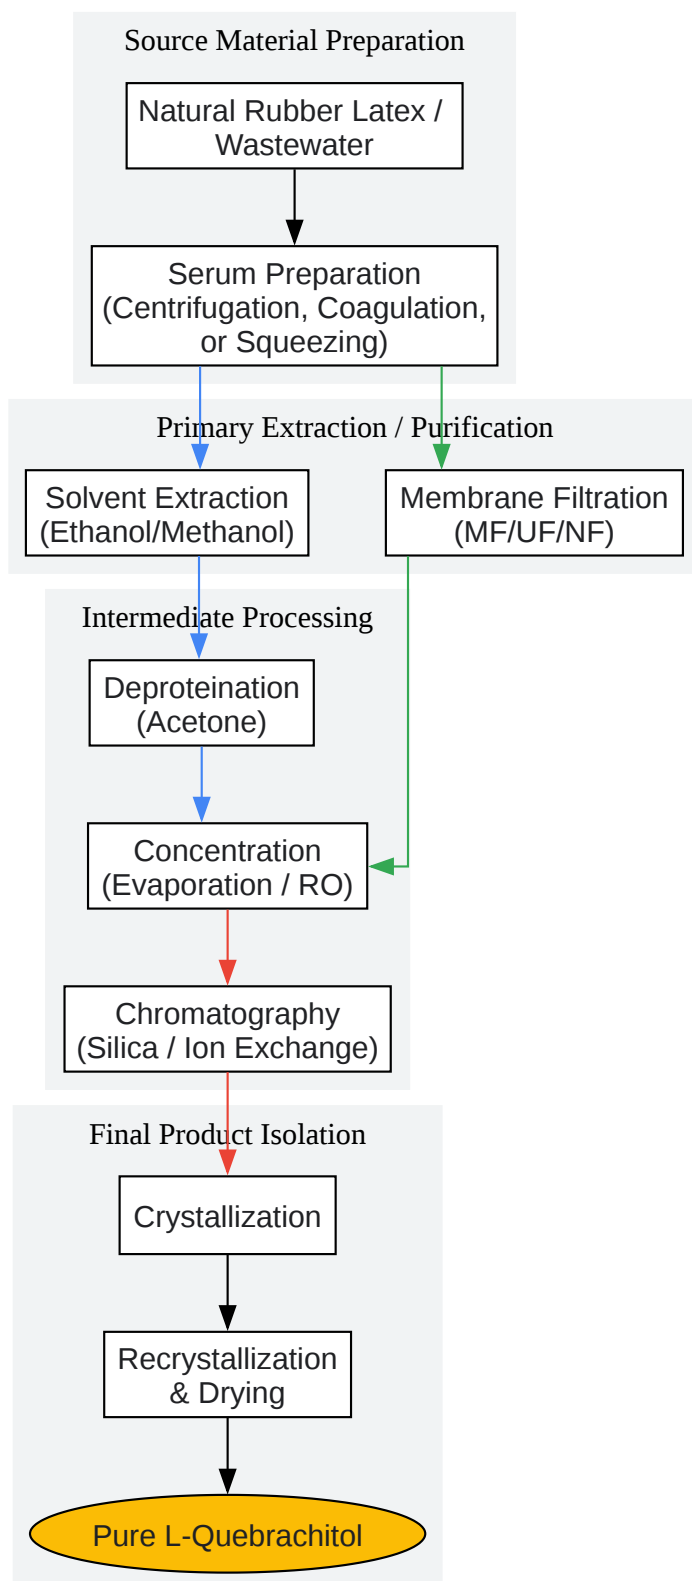 Source Material Preparation
Natural Rubber Latex /
Wastewater
Serum Preparation
(Centrifugation, Coagulation,
or Squeezing)
Primary Extraction / Purification
Solvent Extraction
(Ethanol/Methanol)
Membrane Filtration
(MF/UF/NF)
Intermediate Processing
Deproteination
(Acetone)
Concentration
(Evaporation / RO)
Chromatography
(Silica / Ion Exchange)
Final Product Isolation
Crystallization
Recrystallization
& Drying
Pure L-Quebrachitol